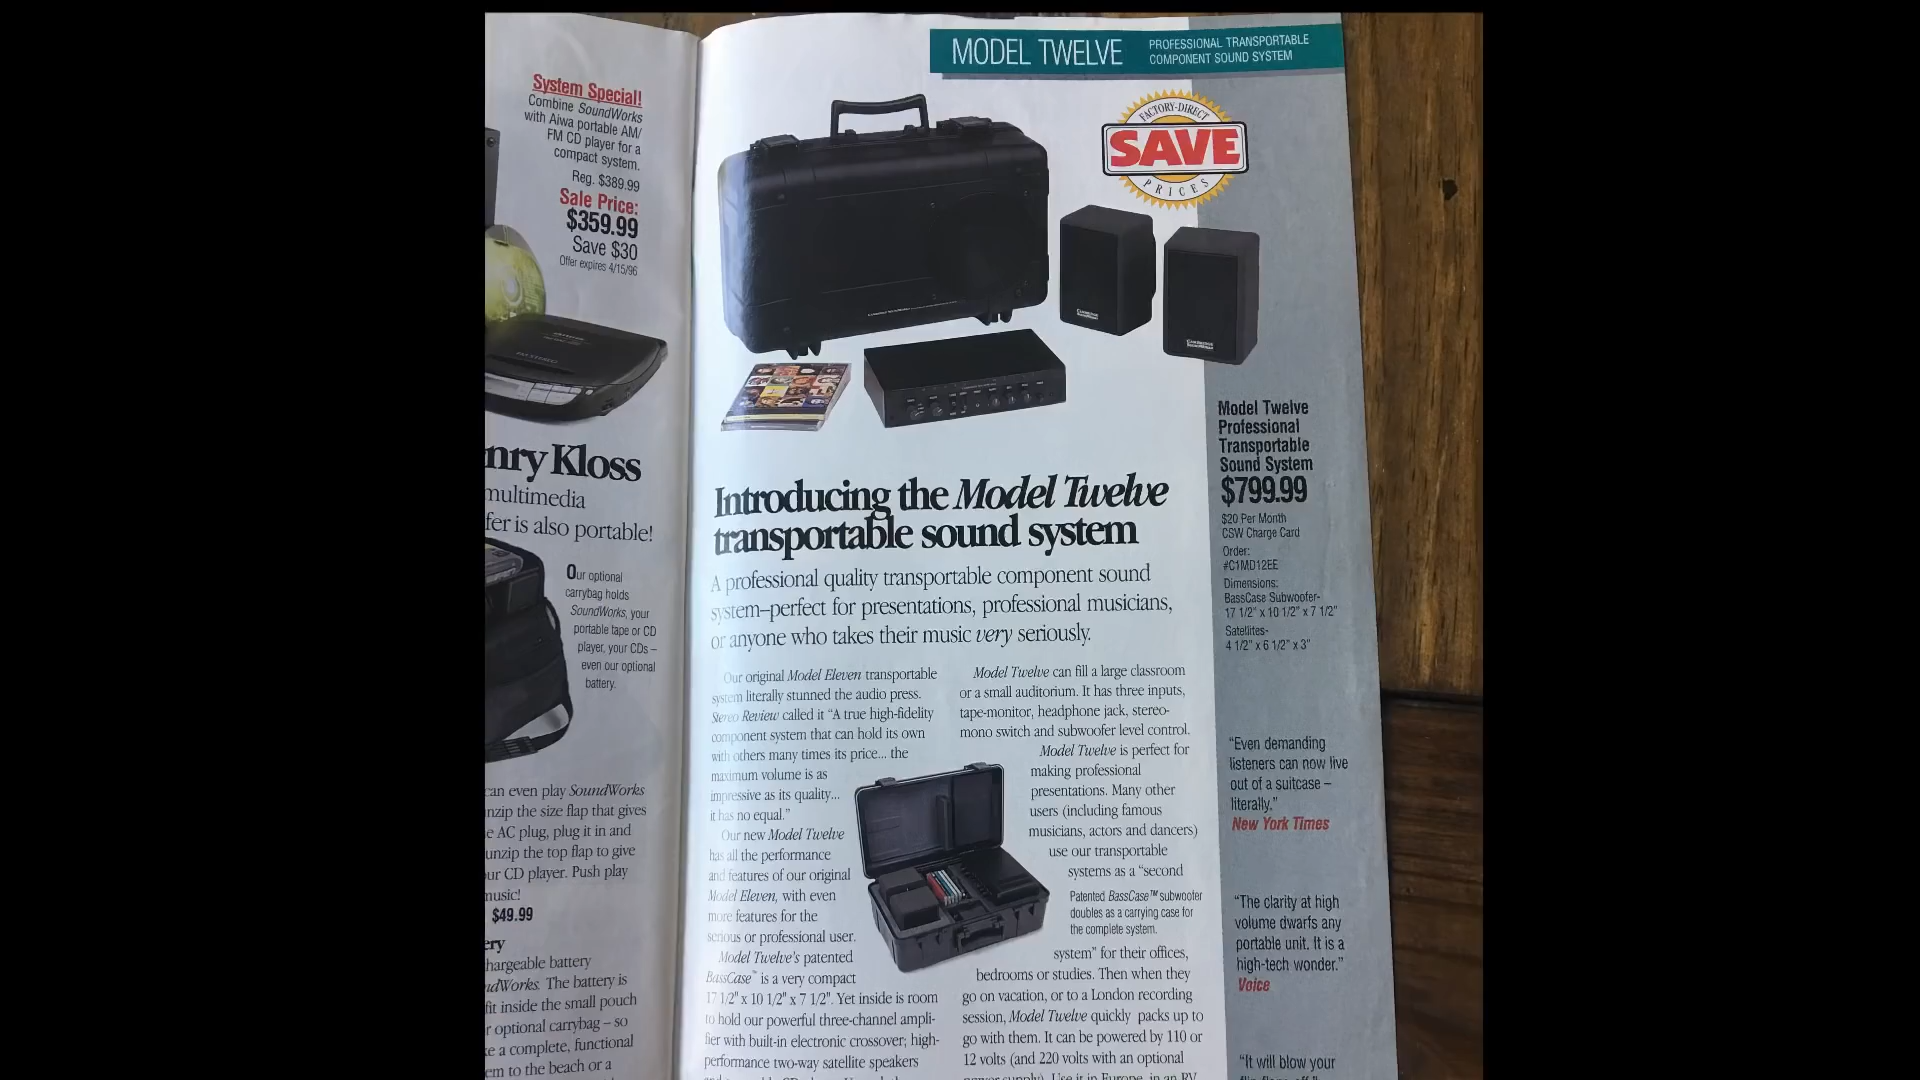 System Special!
Combine SoundWorks
with Aiwa portable AM/
FM CD player for a
compact system.
Reg. $389.99
Sale Price:
$359.99
Save $30
Offer expires 4/15/96
nry Kloss
multimedia
fer is also portable!
Our optional
carrybag holds
SoundWorks, your
portable tape or CD
player, your CDs –
even our optional
battery.
can even play SoundWorks
nzip the size flap that gives
e AC plug, plug it in and
unzip the top flap to give
ur CD player. Push play
music!
$49.99
ery
hargeable battery
ndWorks. The battery is
fit inside the small pouch
r optional carrybag – so
ke a complete, functional
em to the beach or a
MODEL TWELVE
PROFESSIONAL TRANSPORTABLE
COMPONENT SOUND SYSTEM
FACTORY-DIRECT
SAVE
PRICES
CAMBRIDGE
SOUNDWORKS
CAMBRIDGE
SOUNDWORKS
Introducing the Model Twelve
transportable sound system
A professional quality transportable component sound
system–perfect for presentations, professional musicians,
or anyone who takes their music very seriously.
Our original Model Eleven transportable
system literally stunned the audio press.
Stereo Review called it “A true high-fidelity
component system that can hold its own
with others many times its price... the
maximum volume is as
impressive as its quality...
it has no equal.”
Our new Model Twelve
has all the performance
and features of our original
Model Eleven, with even
more features for the
serious or professional user.
Model Twelve's patented
BassCase™ is a very compact
17 1/2" x 10 1/2" x 7 1/2". Yet inside is room
to hold our powerful three-channel ampli-
fier with built-in electronic crossover; high-
performance two-way satellite speakers
Model Twelve can fill a large classroom
or a small auditorium. It has three inputs,
tape-monitor, headphone jack, stereo-
mono switch and subwoofer level control.
Model Twelve is perfect for
making professional
presentations. Many other
users (including famous
musicians, actors and dancers)
use our transportable
systems as a “second
Patented BassCase™ subwoofer
doubles as a carrying case for
the complete system.
system” for their offices,
bedrooms or studies. Then when they
go on vacation, or to a London recording
session, Model Twelve quickly packs up to
go with them. It can be powered by 110 or
12 volts (and 220 volts with an optional
power supply). Use it in Europe, in an RV,
Model Twelve
Professional
Transportable
Sound System
$799.99
$20 Per Month
CSW Charge Card
Order:
#C1MD12EE
Dimensions:
BassCase Subwoofer-
17 1/2" x 10 1/2" x 7 1/2"
Satellites-
4 1/2" x 6 1/2" x 3"
“Even demanding
listeners can now live
out of a suitcase –
literally.”
New York Times
“The clarity at high
volume dwarfs any
portable unit. It is a
high-tech wonder.”
Voice
“It will blow your